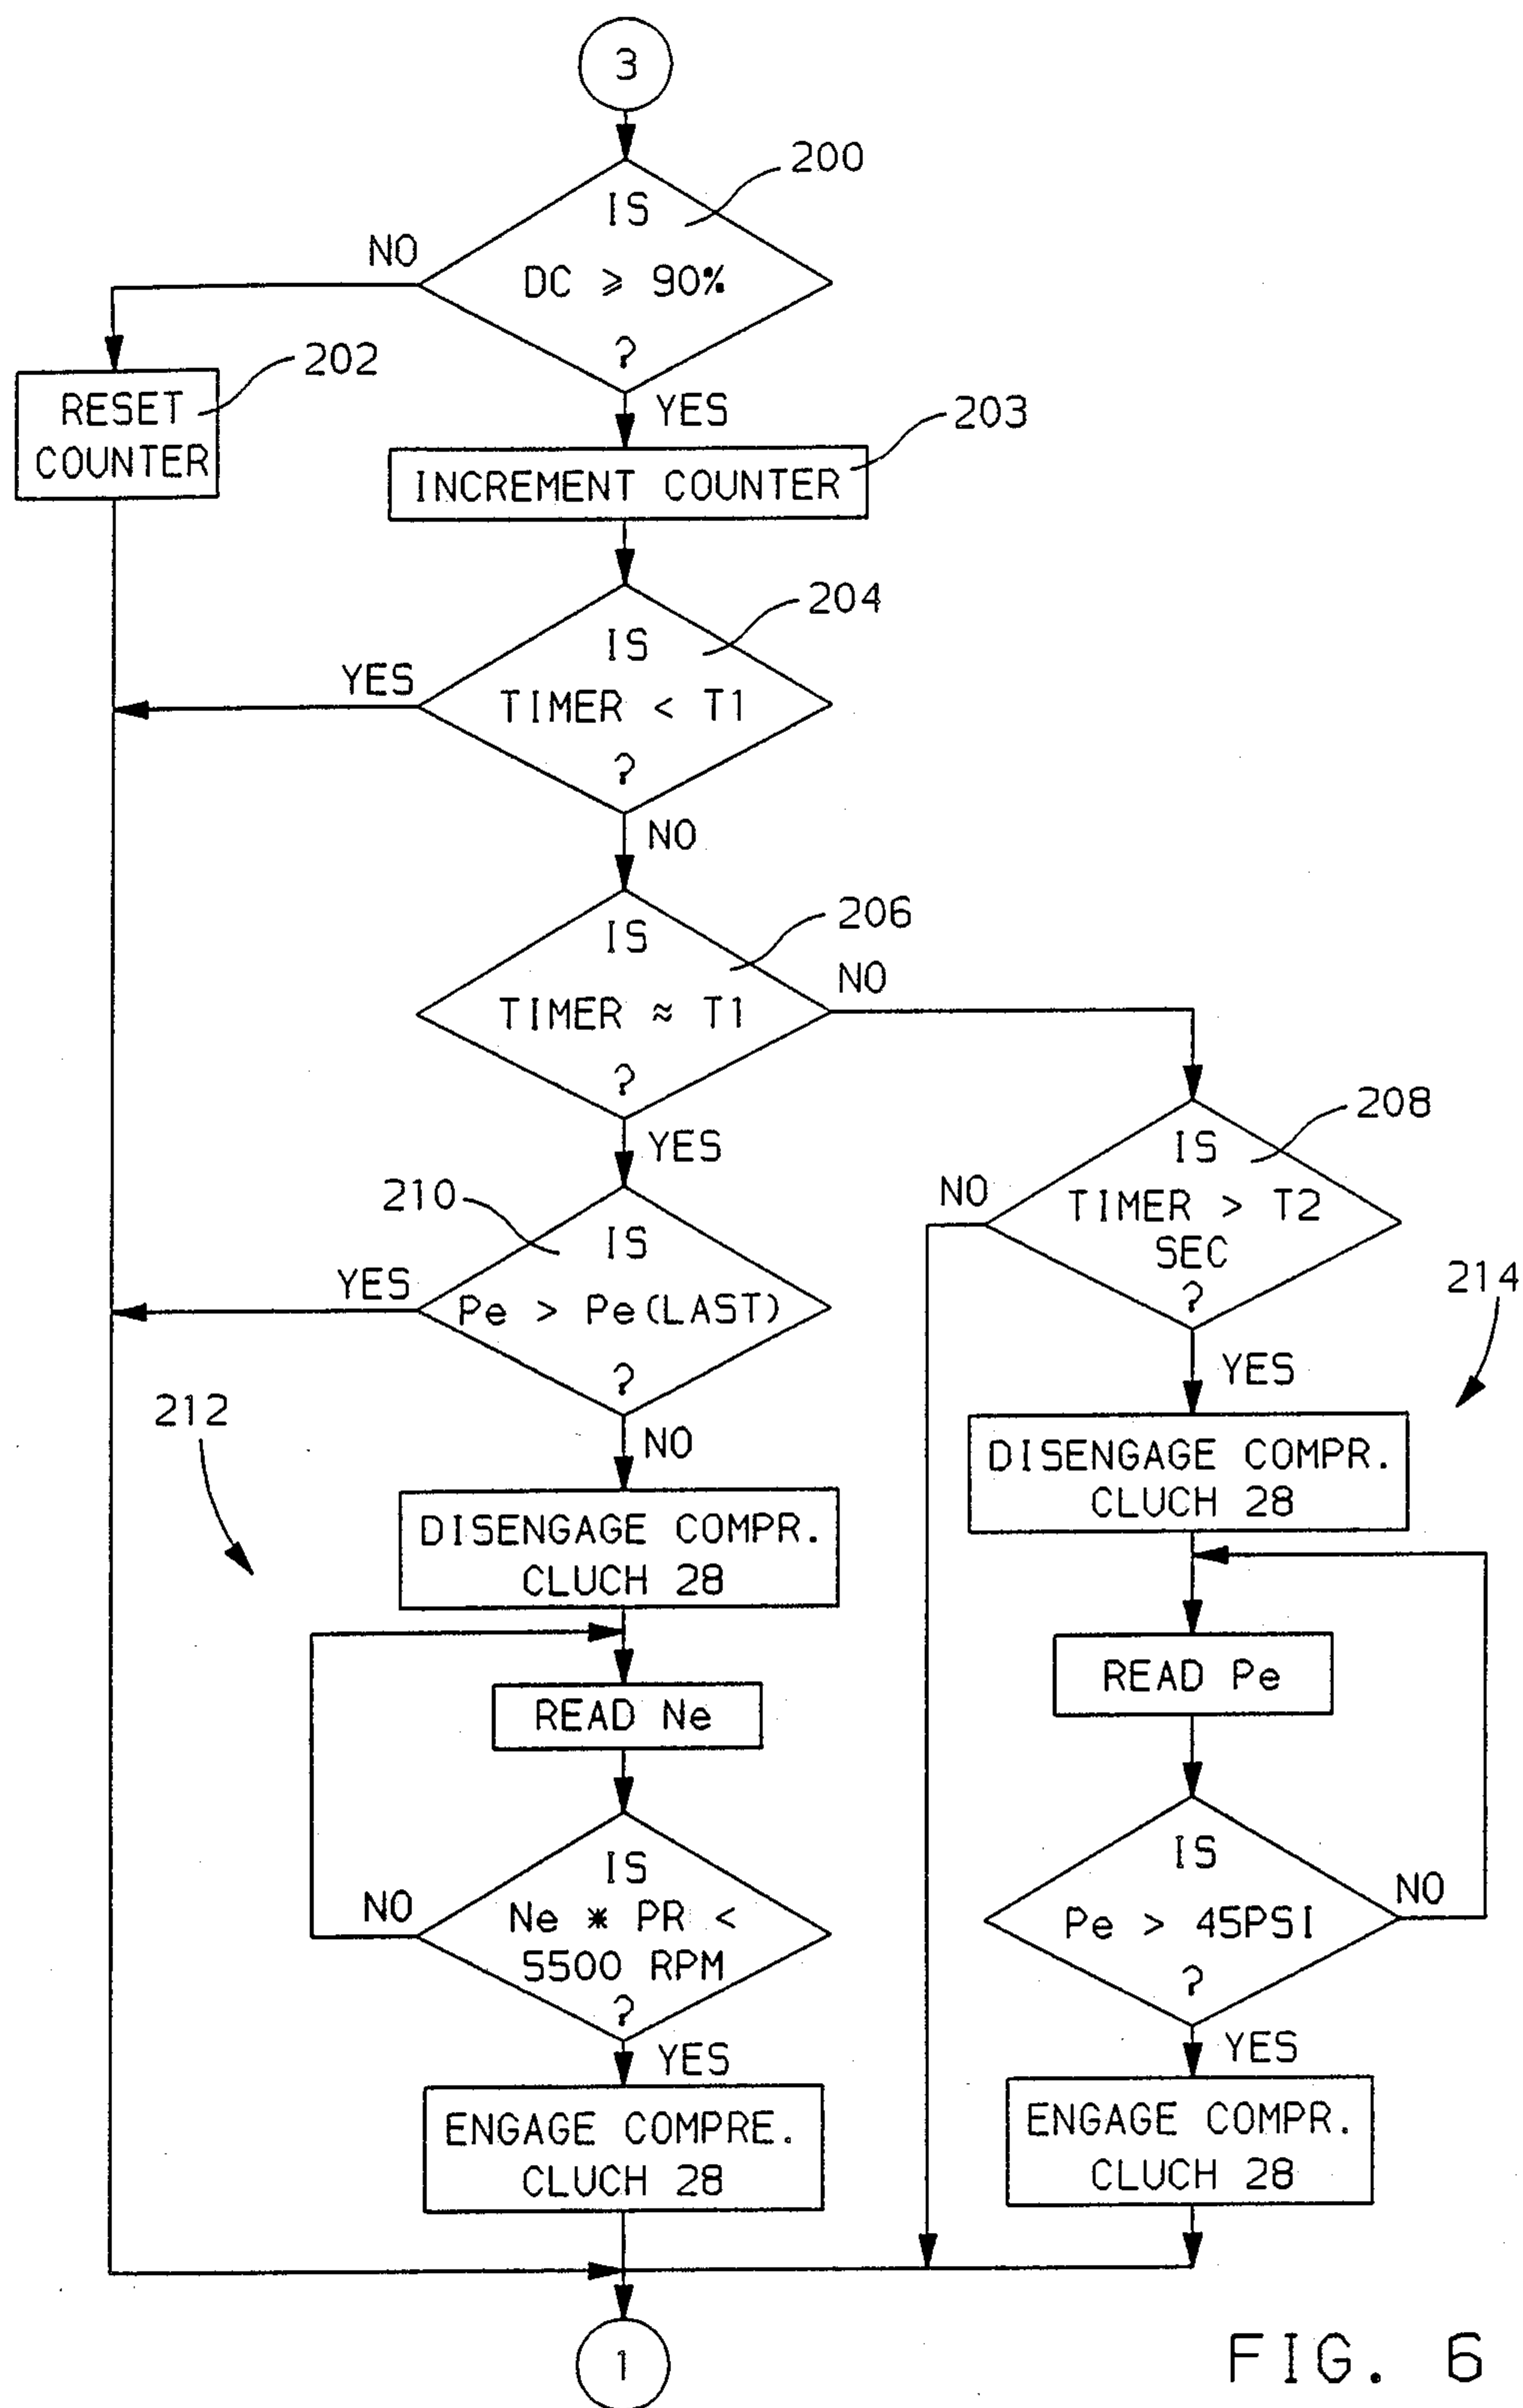 3
200
IS
NO
DC ⩾ 90%
?
202
RESET
COUNTER
YES
203
INCREMENT COUNTER
204
IS
YES
TIMER < T1
?
NO
206
IS
NO
TIMER ≈ T1
?
YES
208
IS
NO
TIMER > T2
SEC
?
210
IS
YES
Pe > Pe(LAST)
?
214
YES
212
NO
DISENGAGE COMPR.
CLUCH 28
DISENGAGE COMPR.
CLUCH 28
READ Pe
READ Ne
IS
NO
Pe > 45PSI
?
IS
NO
Ne * PR <
5500 RPM
?
YES
YES
ENGAGE COMPRE.
CLUCH 28
ENGAGE COMPR.
CLUCH 28
1
FIG. 6